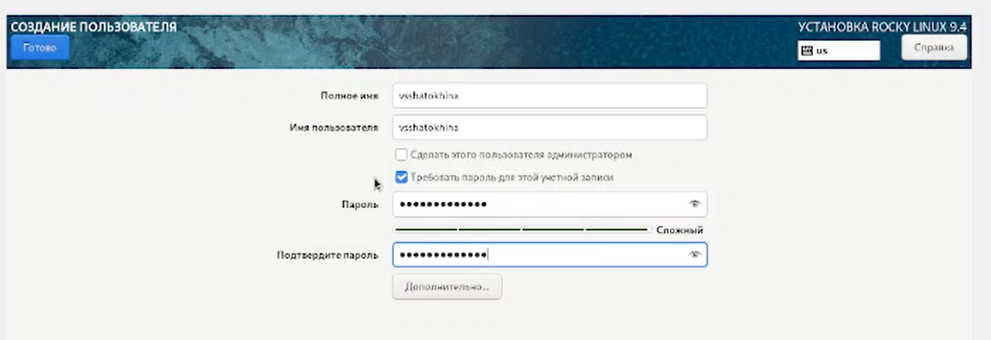 СОЗДАНИЕ ПОЛЬЗОВАТЕЛЯ
УСТАНОВКА ROCKY LINUX 9.4
Готово
us
Справка
Полное имя vsshatokhina
Имя пользователя vsshatokhina
Сделать этого пользователя администратором
Требовать пароль для этой учетной записи
Пароль •••••••••••••
Сложный
Подтвердите пароль •••••••••••••
Дополнительно...